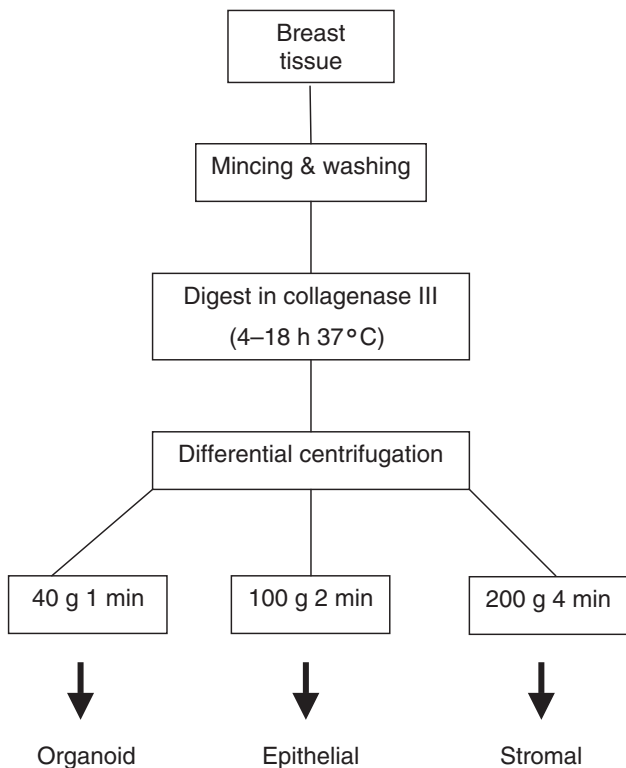 Breast
tissue
Mincing & washing
Digest in collagenase III
(4–18 h 37°C)
Differential centrifugation
40 g 1 min
100 g 2 min
200 g 4 min
Organoid
Epithelial
Stromal